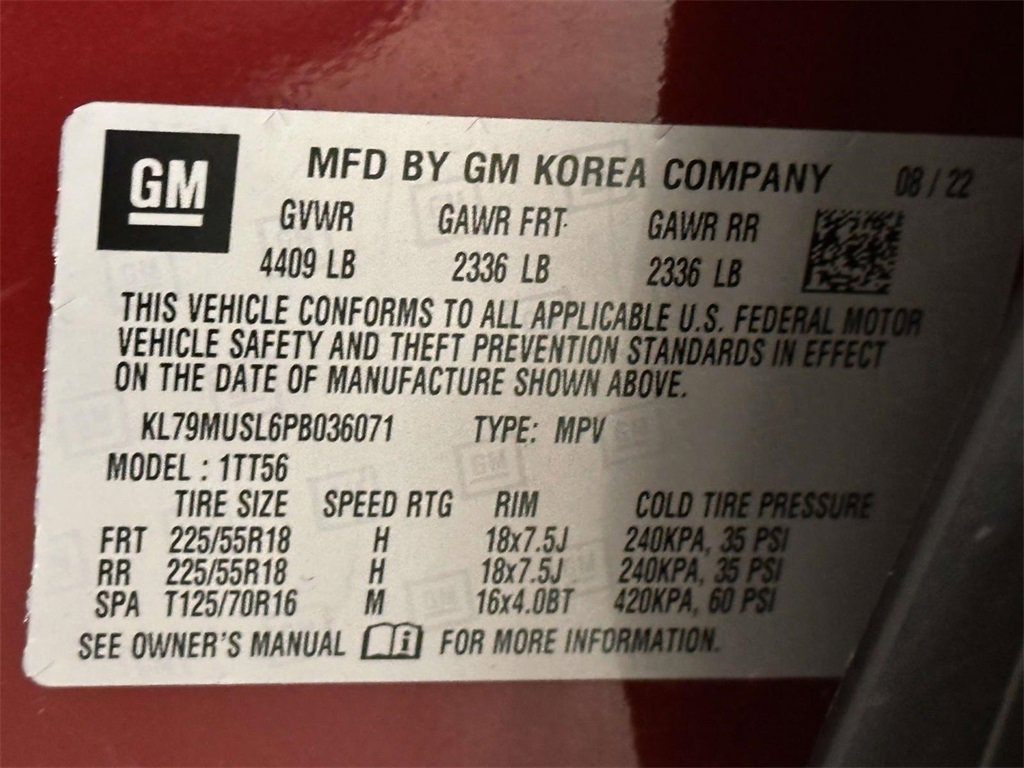 GM
MFD BY GM KOREA COMPANY 08 / 22
GVWR GAWR FRT GAWR RR
4409 LB 2336 LB 2336 LB
THIS VEHICLE CONFORMS TO ALL APPLICABLE U.S. FEDERAL MOTOR
VEHICLE SAFETY AND THEFT PREVENTION STANDARDS IN EFFECT
ON THE DATE OF MANUFACTURE SHOWN ABOVE.
KL79MUSL6PB036071 TYPE: MPV
MODEL : 1TT56
TIRE SIZE SPEED RTG RIM COLD TIRE PRESSURE
FRT 225/55R18 H 18x7.5J 240KPA, 35 PSI
RR 225/55R18 H 18x7.5J 240KPA, 35 PSI
SPA T125/70R16 M 16x4.0BT 420KPA, 60 PSI
SEE OWNER'S MANUAL FOR MORE INFORMATION.